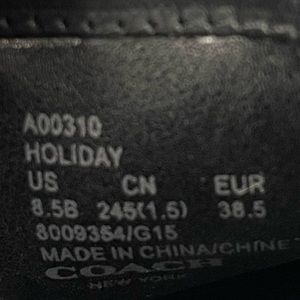 A00310
HOLIDAY
US CN EUR
8.5B 245(1.5) 38.5
8009354/G15
MADE IN CHINA/CHINE
COACH
NEW YORK